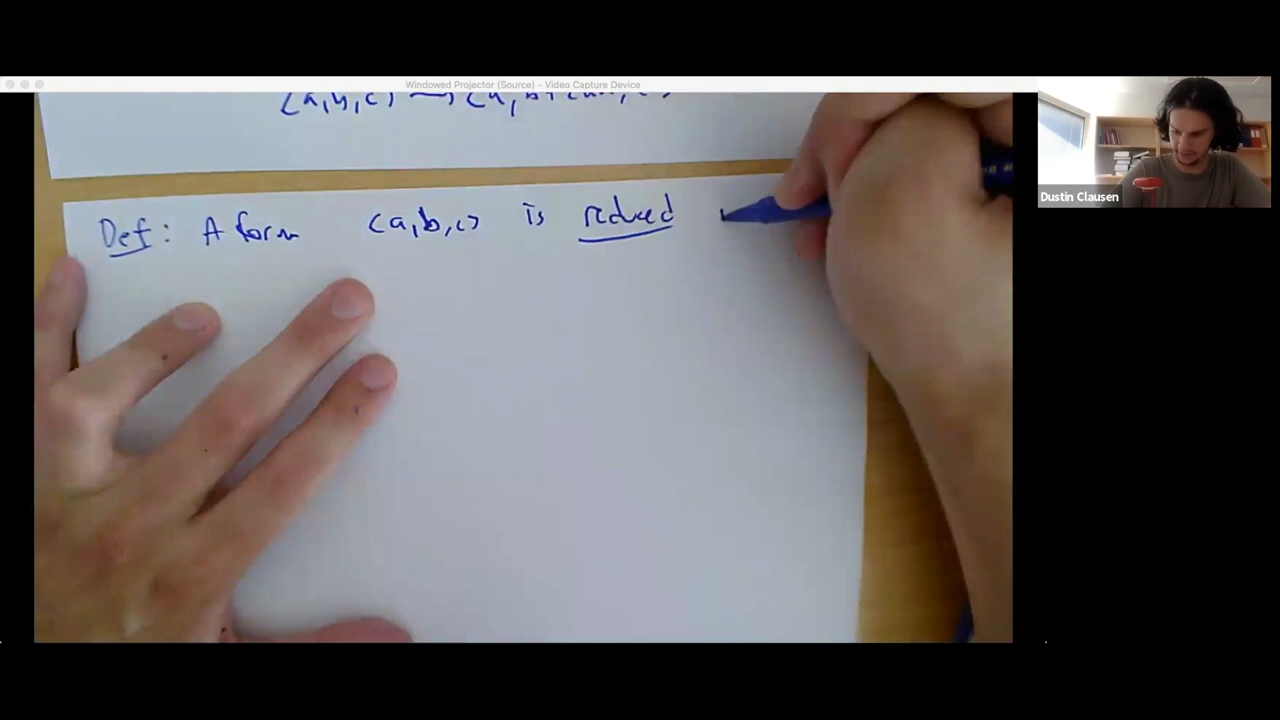 Windowed Projector (Source) - Video Capture Device
Dustin Clausen
Def: A form (a,b,c) is reduced